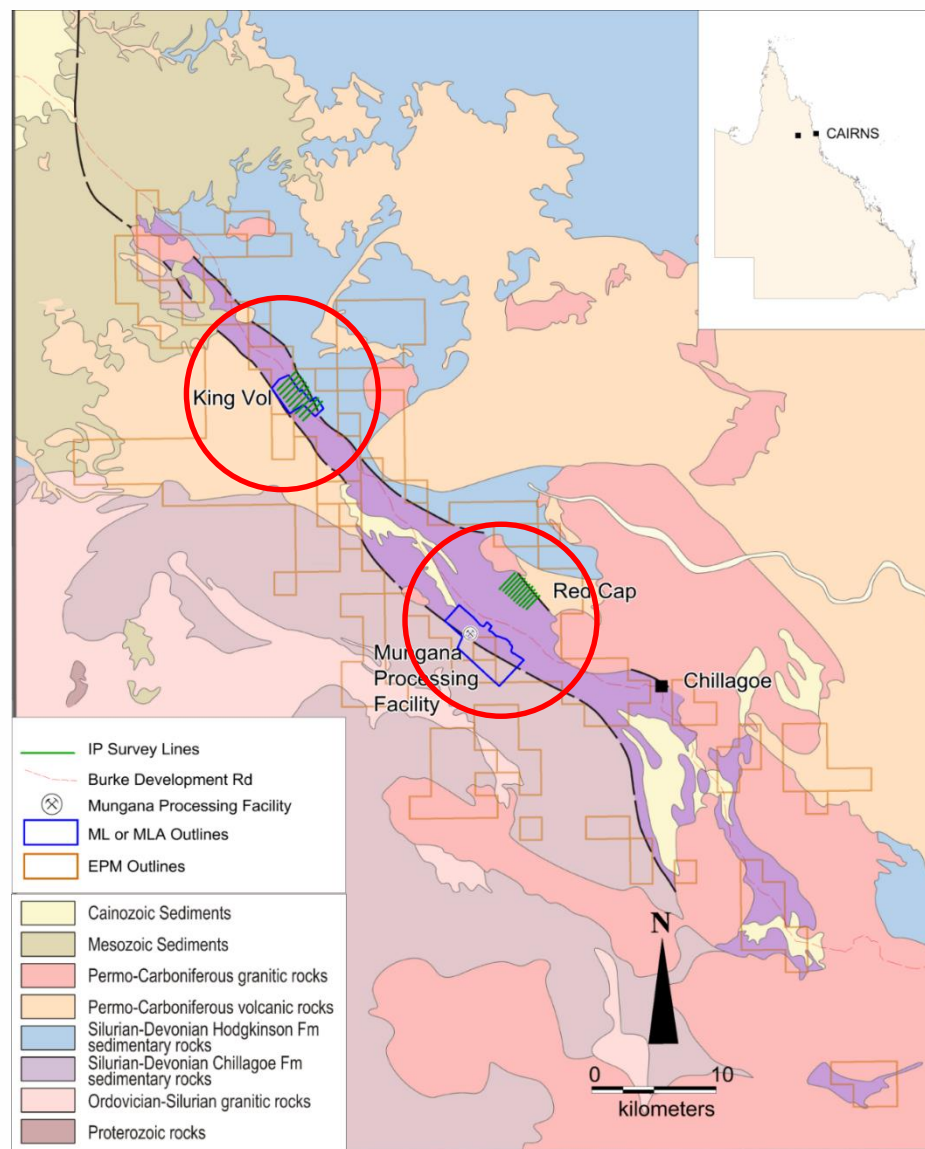 CAIRNS
King Vol
Red Cap
Mungana
Processing
Facility
Chillagoe
IP Survey Lines
Burke Development Rd
Mungana Processing Facility
ML or MLA Outlines
EPM Outlines
Cainozoic Sediments
Mesozoic Sediments
Permo-Carboniferous granitic rocks
Permo-Carboniferous volcanic rocks
Silurian-Devonian Hodgkinson Fm
sedimentary rocks
Silurian-Devonian Chillagoe Fm
sedimentary rocks
Ordovician-Silurian granitic rocks
Proterozoic rocks
N
0 10
kilometers